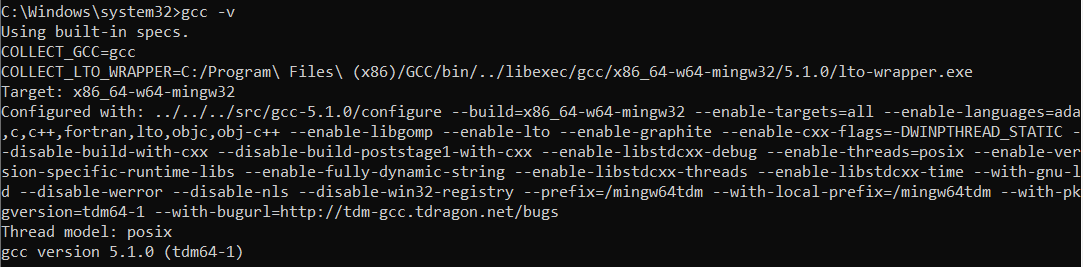 C:\Windows\system32>gcc -v
Using built-in specs.
COLLECT_GCC=gcc
COLLECT_LTO_WRAPPER=C:/Program\ Files\ (x86)/GCC/bin/../libexec/gcc/x86_64-w64-mingw32/5.1.0/lto-wrapper.exe
Target: x86_64-w64-mingw32
Configured with: ../../../src/gcc-5.1.0/configure --build=x86_64-w64-mingw32 --enable-targets=all --enable-languages=ada
,c,c++,fortran,lto,objc,obj-c++ --enable-libgomp --enable-lto --enable-graphite --enable-cxx-flags=-DWINPTHREAD_STATIC -
-disable-build-with-cxx --disable-build-poststage1-with-cxx --enable-libstdcxx-debug --enable-threads=posix --enable-ver
sion-specific-runtime-libs --enable-fully-dynamic-string --enable-libstdcxx-threads --enable-libstdcxx-time --with-gnu-l
d --disable-werror --disable-nls --disable-win32-registry --prefix=/mingw64tdm --with-local-prefix=/mingw64tdm --with-pk
gversion=tdm64-1 --with-bugurl=http://tdm-gcc.tdragon.net/bugs
Thread model: posix
gcc version 5.1.0 (tdm64-1)